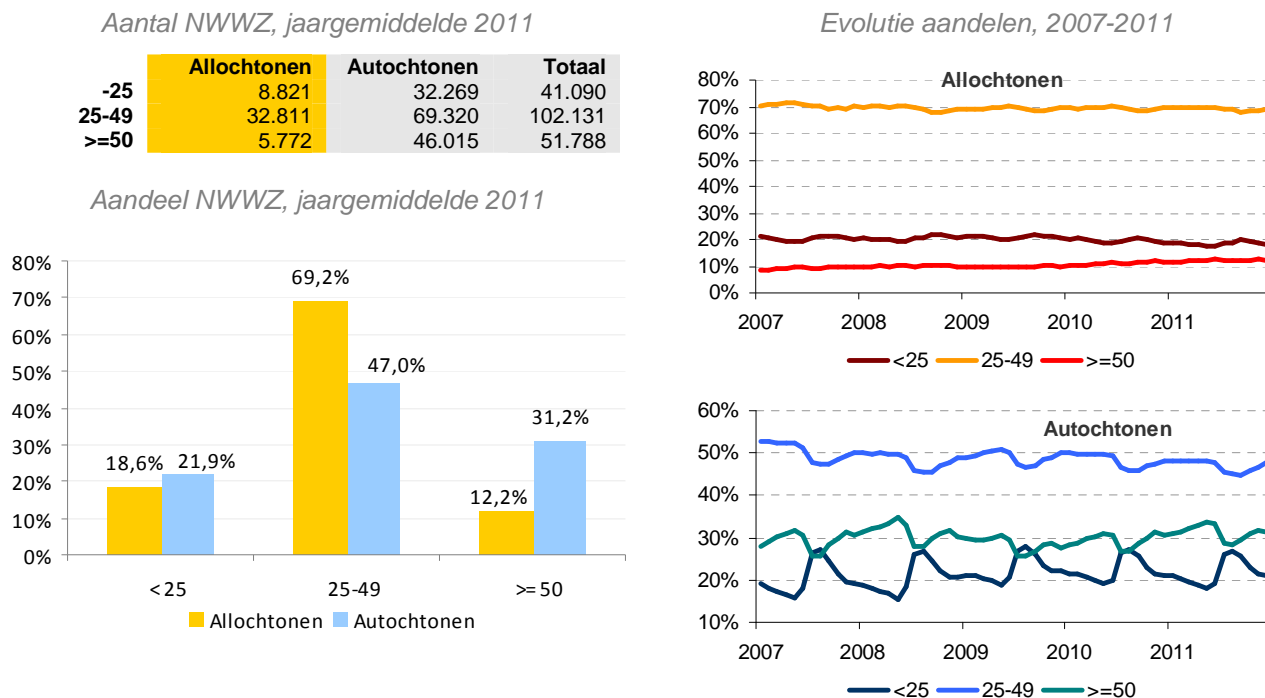 Aantal NWWZ, jaargemiddelde 2011
Allochtonen Autochtonen Totaal
-25 8.821 32.269 41.090
25-49 32.811 69.320 102.131
>=50 5.772 46.015 51.788
Aandeel NWWZ, jaargemiddelde 2011
80%
70%
60%
50%
40%
30%
20%
10%
0%
18,6% 21,9%
69,2%
47,0%
12,2%
31,2%
<25 25-49 >=50
Allochtonen Autochtonen
Evolutie aandelen, 2007-2011
Allochtonen
80%
70%
60%
50%
40%
30%
20%
10%
0%
2007 2008 2009 2010 2011
<25 25-49 >=50
Autochtonen
60%
50%
40%
30%
20%
10%
2007 2008 2009 2010 2011
<25 25-49 >=50